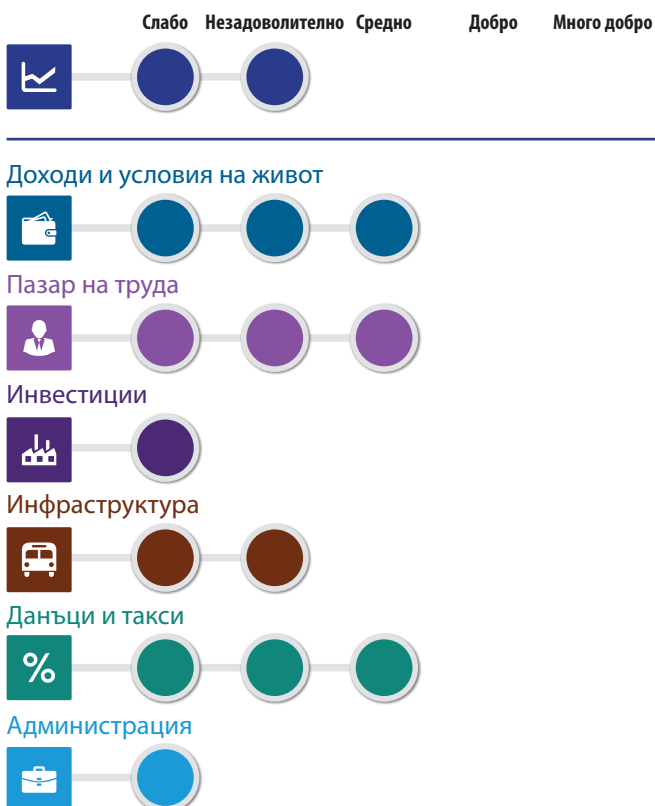 Слабо Незадоволително Средно Добро Много добро
Доходи и условия на живот
Пазар на труда
Инвестиции
Инфраструктура
Данъци и такси
%
Администрация